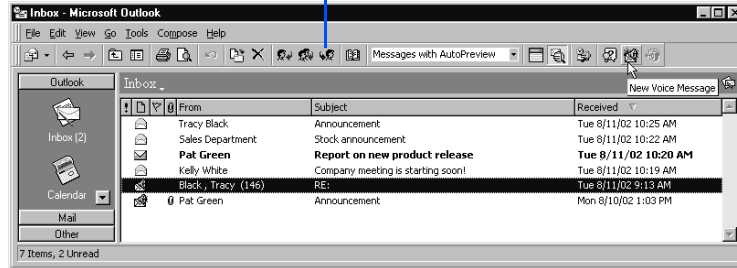 Inbox - Microsoft Outlook
File Edit View Go Tools Compose Help
Messages with AutoPreview
Outlook
Inbox
New Voice Message
! From Subject Received
Tracy Black Announcement Tue 8/11/02 10:25 AM
Inbox (2)
Sales Department Stock announcement Tue 8/11/02 10:22 AM
Pat Green Report on new product release Tue 8/11/02 10:20 AM
Kelly White Company meeting is starting soon! Tue 8/11/02 10:19 AM
Black , Tracy (146) RE: Tue 8/11/02 9:13 AM
Calendar
Pat Green Announcement Mon 8/10/02 1:03 PM
Mail
Other
7 Items, 2 Unread